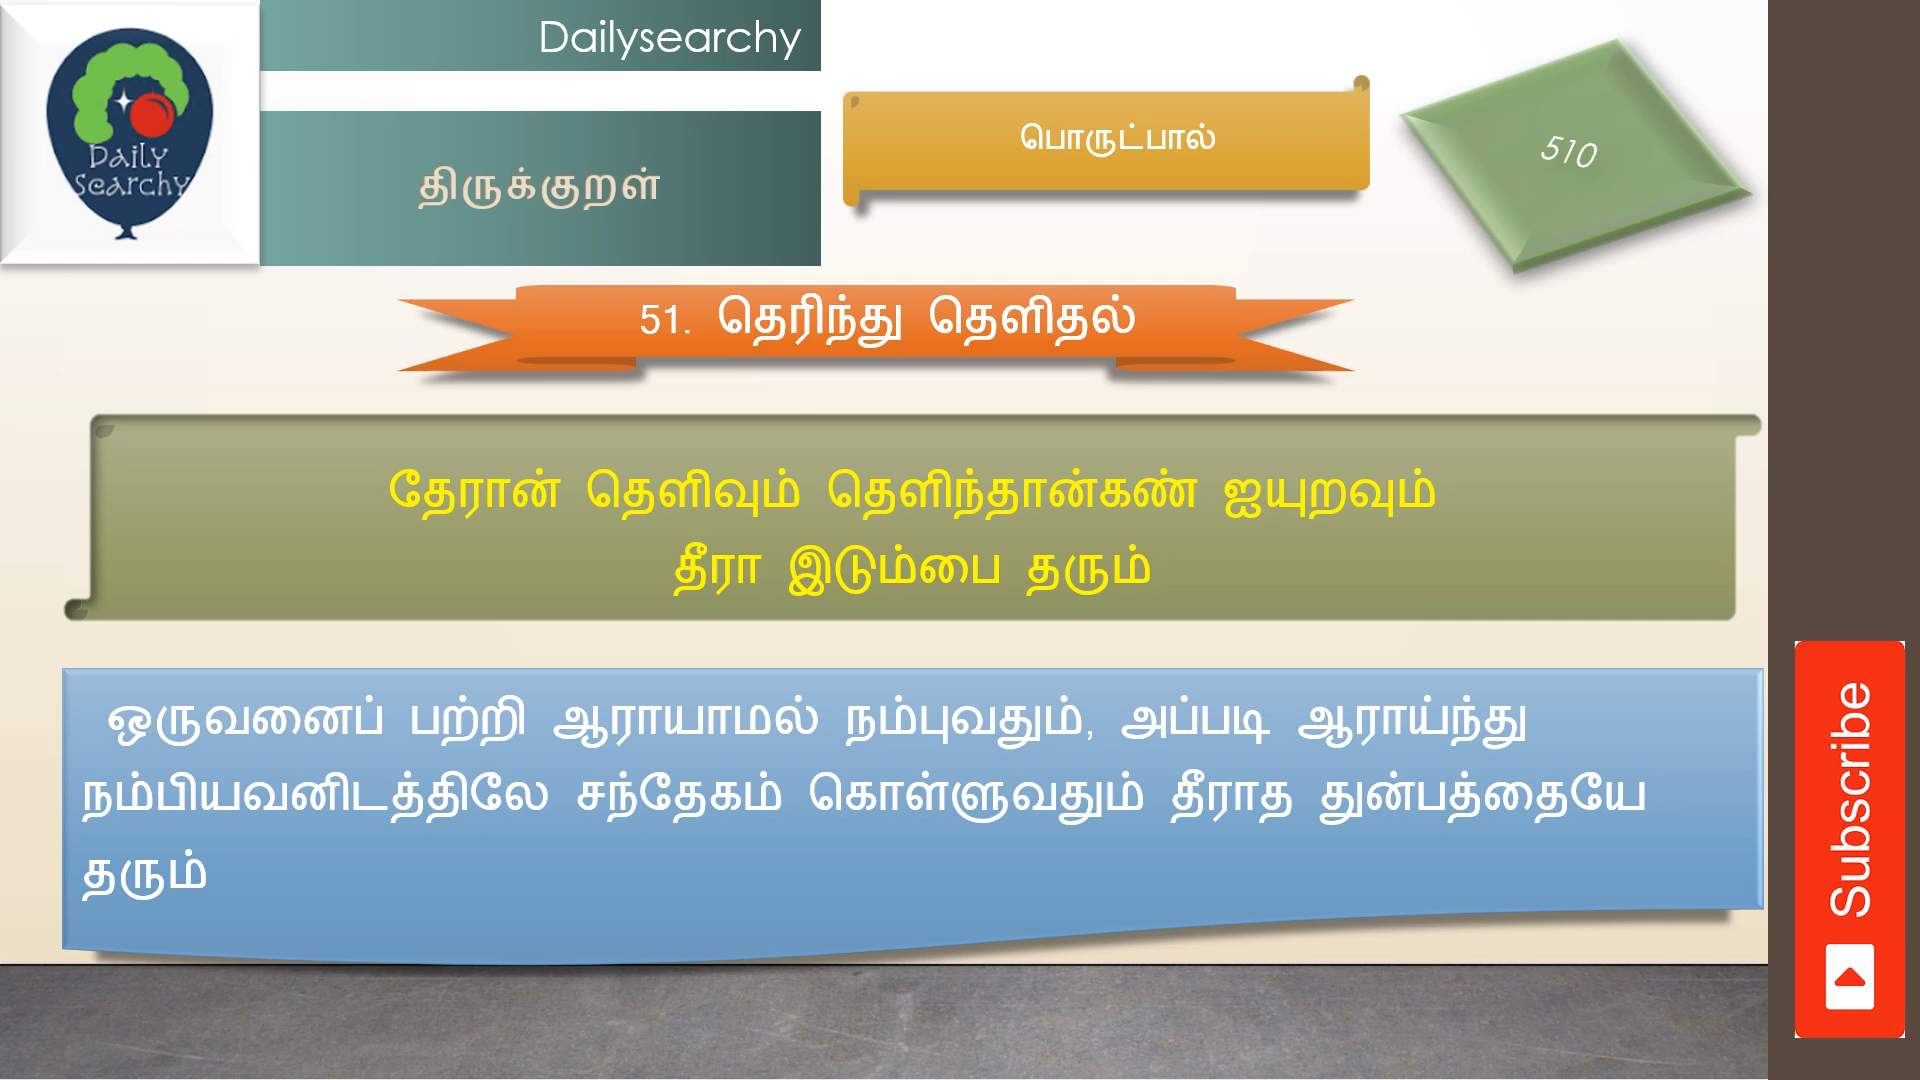 Daily
Searchy
Dailysearchy
திருக்குறள்
பொருட்பால்
510
51. தெரிந்து தெளிதல்
தேரான் தெளிவும் தெளிந்தான்கண் ஐயுறவும்
தீரா இடும்பை தரும்
ஒருவனைப் பற்றி ஆராயாமல் நம்புவதும், அப்படி ஆராய்ந்து
நம்பியவனிடத்திலே சந்தேகம் கொள்ளுவதும் தீராத துன்பத்தையே
தரும்
Subscribe